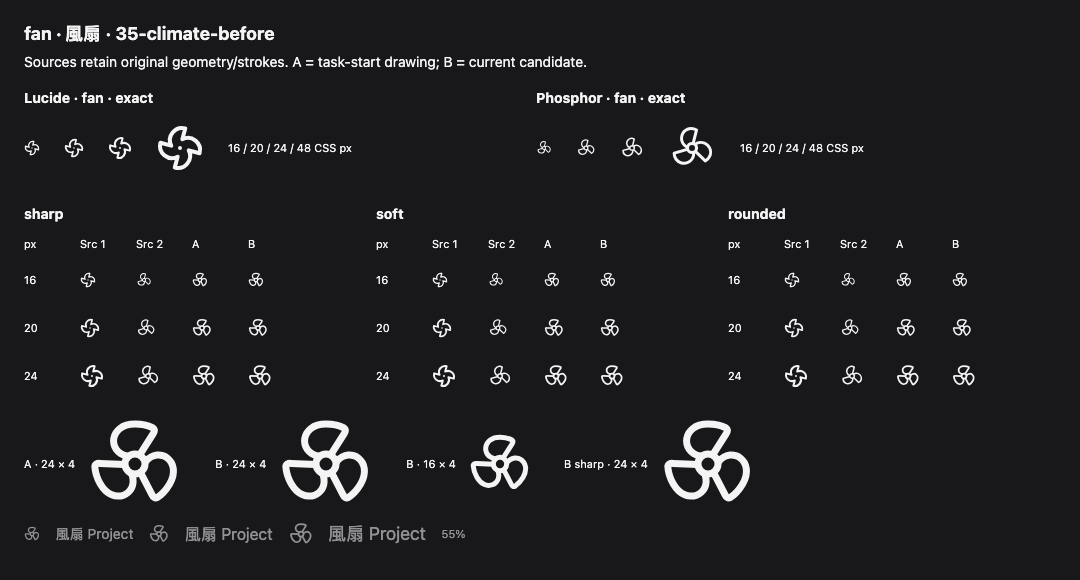 fan · 風扇 · 35-climate-before
Sources retain original geometry/strokes. A = task-start drawing; B = current candidate.
Lucide · fan · exact
Phosphor · fan · exact
16 / 20 / 24 / 48 CSS px
16 / 20 / 24 / 48 CSS px
sharp
soft
rounded
px Src 1 Src 2 A B
px Src 1 Src 2 A B
px Src 1 Src 2 A B
16
16
16
20
20
20
24
24
24
A · 24 × 4
B · 24 × 4
B · 16 × 4
B sharp · 24 × 4
風扇 Project
風扇 Project
風扇 Project
55%